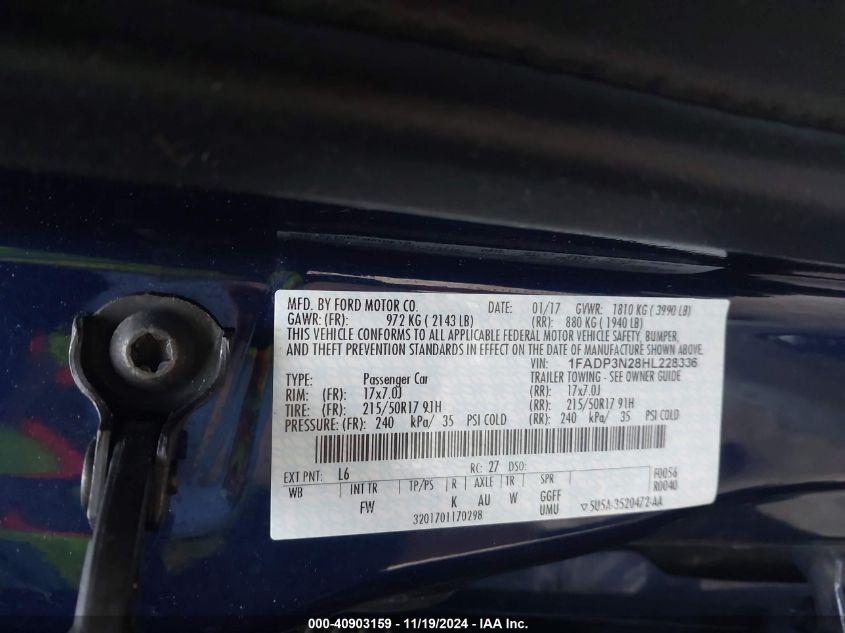 MFD. BY FORD MOTOR CO. DATE: 01/17 GVWR: 1810 KG ( 3990 LB)
GAWR: (FR): 972 KG ( 2143 LB) (RR): 880 KG ( 1940 LB)
THIS VEHICLE CONFORMS TO ALL APPLICABLE FEDERAL MOTOR VEHICLE SAFETY, BUMPER,
AND THEFT PREVENTION STANDARDS IN EFFECT ON THE DATE OF MANUFACTURE SHOWN ABOVE.
VIN: 1FADP3N28HL228336
TYPE: Passenger Car TRAILER TOWING - SEE OWNER GUIDE
RIM: (FR): 17x7.0J (RR): 17x7.0J
TIRE: (FR): 215/50R17 91H (RR): 215/50R17 91H
PRESSURE: (FR): 240 kPa/ 35 PSI COLD (RR): 240 kPa/ 35 PSI COLD
EXT PNT: L6 RC: 27 DSO: F0056
WB INT TR TP/PS R AXLE TR SPR R0040
FW K AU W GGFF
UMU
3201701170298 ▽5U5A-3520472-AA
000-40903159 — 11/19/2024 — IAA Inc.